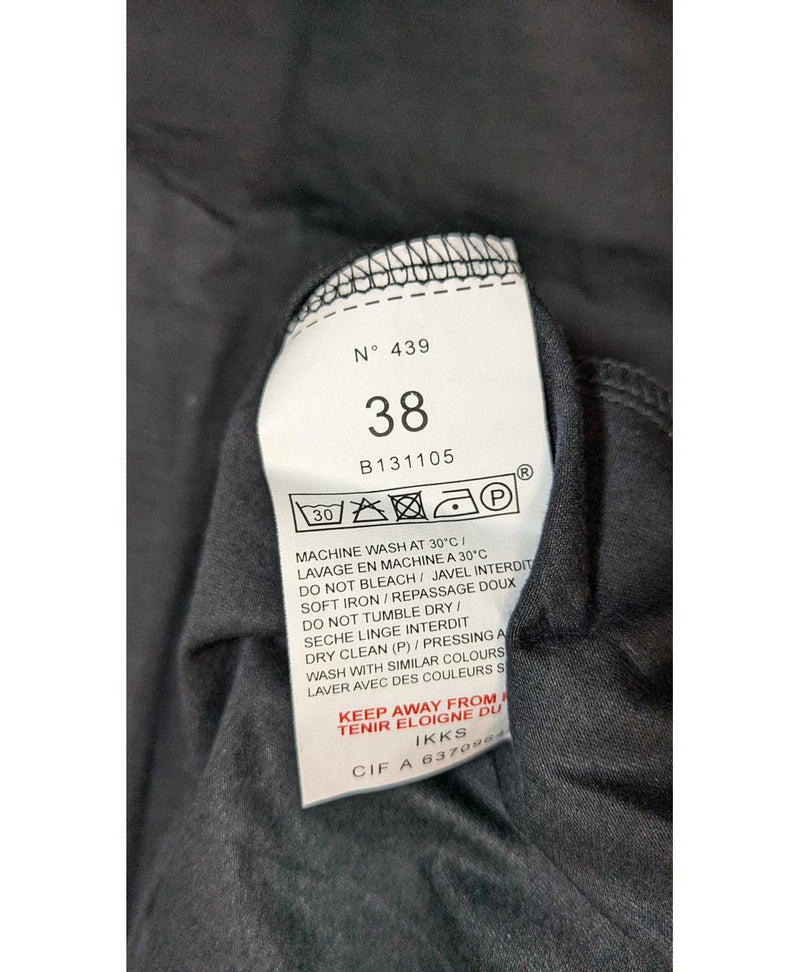 N° 439
38
B131105
®
30 P
MACHINE WASH AT 30°C /
LAVAGE EN MACHINE A 30°C
DO NOT BLEACH / JAVEL INTERDIT
SOFT IRON / REPASSAGE DOUX
DO NOT TUMBLE DRY /
SECHE LINGE INTERDIT
DRY CLEAN (P) / PRESSING A
WASH WITH SIMILAR COLOURS
LAVER AVEC DES COULEURS S
KEEP AWAY FROM
TENIR ELOIGNE DU
IKKS
CIF A